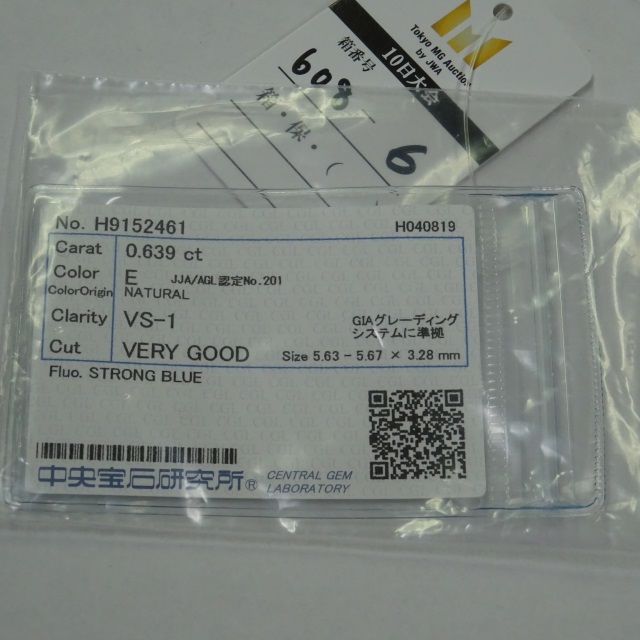 Tokyo MG Auction
by JWA
10日大会
箱番号
608
6
箱・保・(
No. H9152461
H040819
Carat 0.639 ct
Color E JJA/AGL認定No.201
ColorOrigin NATURAL
Clarity VS-1
GIAグレーディング
システムに準拠
Cut VERY GOOD Size 5.63 - 5.67 × 3.28 mm
Fluo. STRONG BLUE
中央宝石研究所® CENTRAL GEM
LABORATORY